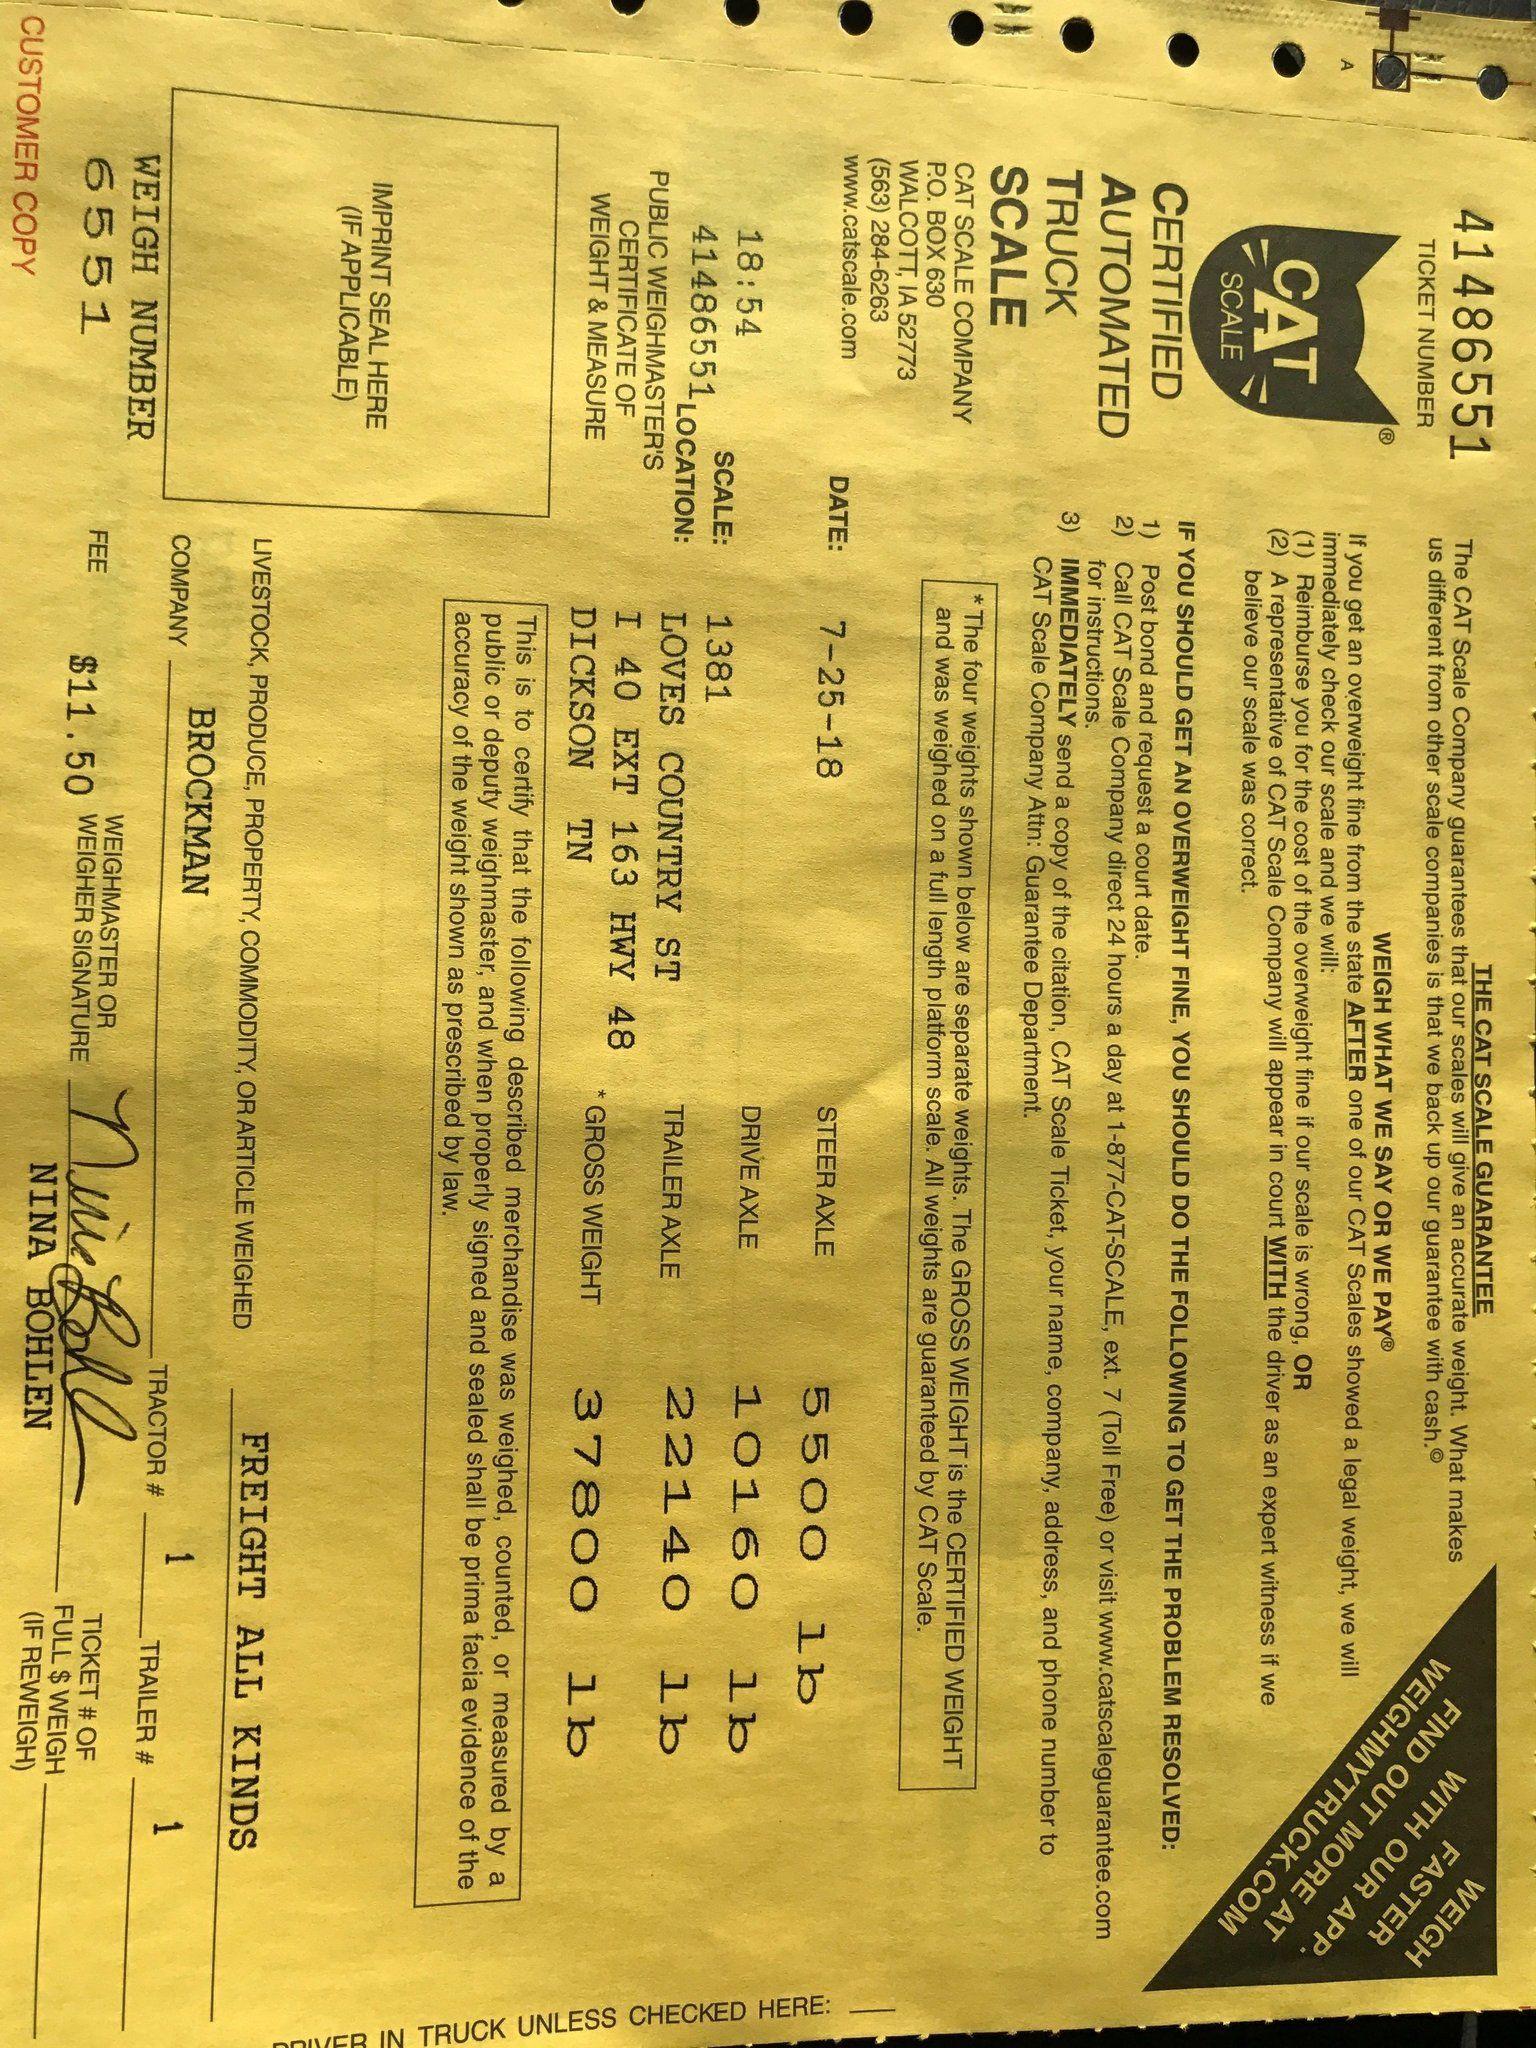 41486551
TICKET NUMBER
CAT
SCALE
®
CERTIFIED
AUTOMATED
TRUCK
SCALE
CAT SCALE COMPANY
P.O. BOX 630
WALCOTT, IA 52773
(563) 284-6263
www.catscale.com
THE CAT SCALE GUARANTEE
The CAT Scale Company guarantees that our scales will give an accurate weight. What makes
us different from other scale companies is that we back up our guarantee with cash.©
WEIGH WHAT WE SAY OR WE PAY®
If you get an overweight fine from the state AFTER one of our CAT Scales showed a legal weight, we will
immediately check our scale and we will:
(1) Reimburse you for the cost of the overweight fine if our scale is wrong, OR
(2) A representative of CAT Scale Company will appear in court WITH the driver as an expert witness if we
believe our scale was correct.
IF YOU SHOULD GET AN OVERWEIGHT FINE, YOU SHOULD DO THE FOLLOWING TO GET THE PROBLEM RESOLVED:
1) Post bond and request a court date.
2) Call CAT Scale Company direct 24 hours a day at 1-877-CAT-SCALE, ext. 7 (Toll Free) or visit www.catscaleguarantee.com
for instructions.
3) IMMEDIATELY send a copy of the citation, CAT Scale Ticket, your name, company, address, and phone number to
CAT Scale Company Attn: Guarantee Department.
WEIGH
FASTER
WITH OUR APP.
FIND OUT MORE AT
WEIGHMYTRUCK.COM
*The four weights shown below are separate weights. The GROSS WEIGHT is the CERTIFIED WEIGHT
and was weighed on a full length platform scale. All weights are guaranteed by CAT Scale.
DATE: 7-25-18 STEER AXLE 5500 lb
18:54 SCALE: 1381 DRIVE AXLE 10160 lb
41486551 LOCATION: LOVES COUNTRY ST TRAILER AXLE 22140 lb
I 40 EXT 163 HWY 48
DICKSON TN *GROSS WEIGHT 37800 lb
PUBLIC WEIGHMASTER'S
CERTIFICATE OF
WEIGHT & MEASURE
This is to certify that the following described merchandise was weighed, counted, or measured by a
public or deputy weighmaster, and when properly signed and sealed shall be prima facia evidence of the
accuracy of the weight shown as prescribed by law.
IMPRINT SEAL HERE
(IF APPLICABLE)
LIVESTOCK, PRODUCE, PROPERTY, COMMODITY, OR ARTICLE WEIGHED FREIGHT ALL KINDS
COMPANY BROCKMAN TRACTOR # 1 TRAILER # 1
WEIGH NUMBER
6551
FEE $11.50
WEIGHMASTER OR
WEIGHER SIGNATURE Nina Bohlen
NINA BOHLEN
TICKET # OF
FULL $ WEIGH
(IF REWEIGH)
CUSTOMER COPY
DRIVER IN TRUCK UNLESS CHECKED HERE:
A